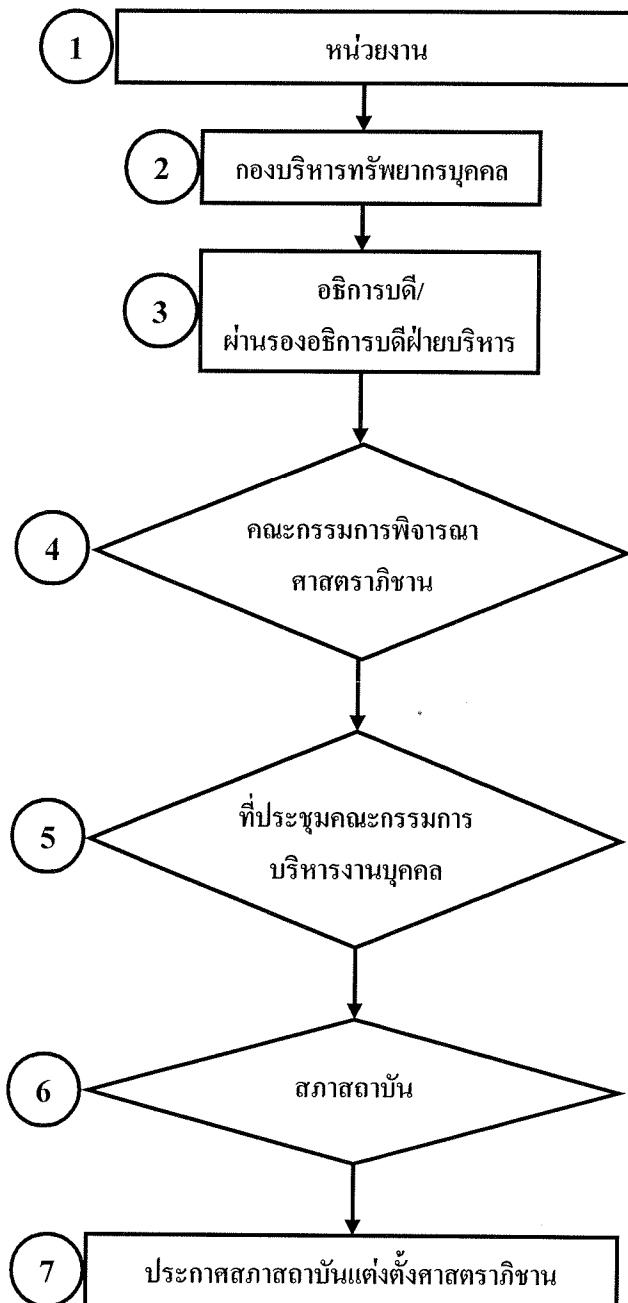 1
หน่วยงาน
2
กองบริหารทรัพยากรบุคคล
3
อธิการบดี/
ผ่านรองอธิการบดีฝ่ายบริหาร
4
คณะกรรมการพิจารณา
ศาสตราภิชาน
5
ที่ประชุมคณะกรรมการ
บริหารงานบุคคล
6
สภาสถาบัน
7
ประกาศสภาสถาบันแต่งตั้งศาสตราภิชาน